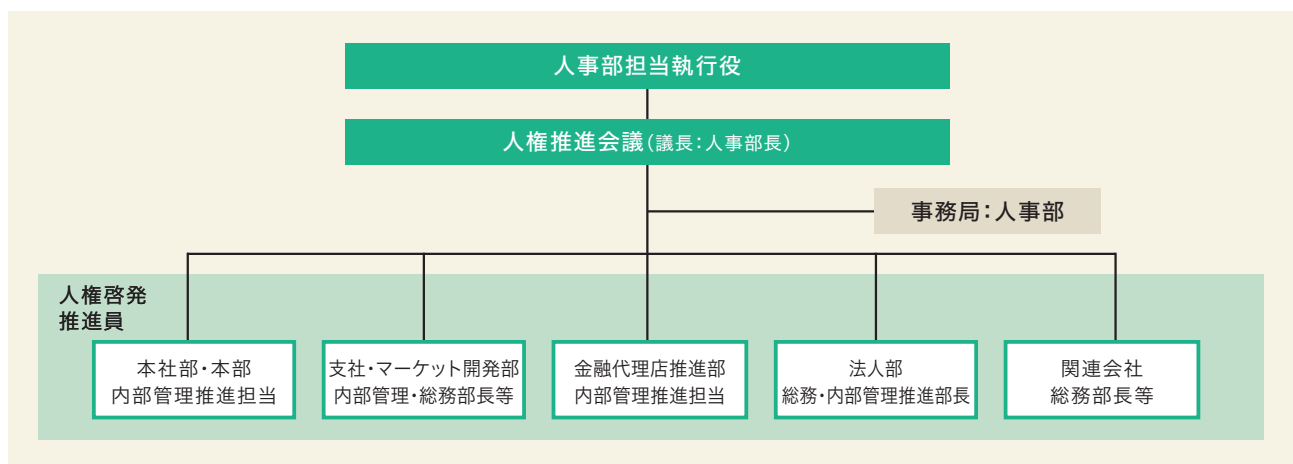 人事部担当執行役
人権推進会議(議長:人事部長)
事務局:人事部
人権啓発
推進員
本社部・本部
内部管理推進担当
支社・マーケット開発部
内部管理・総務部長等
金融代理店推進部
内部管理推進担当
法人部
総務・内部管理推進部長
関連会社
総務部長等